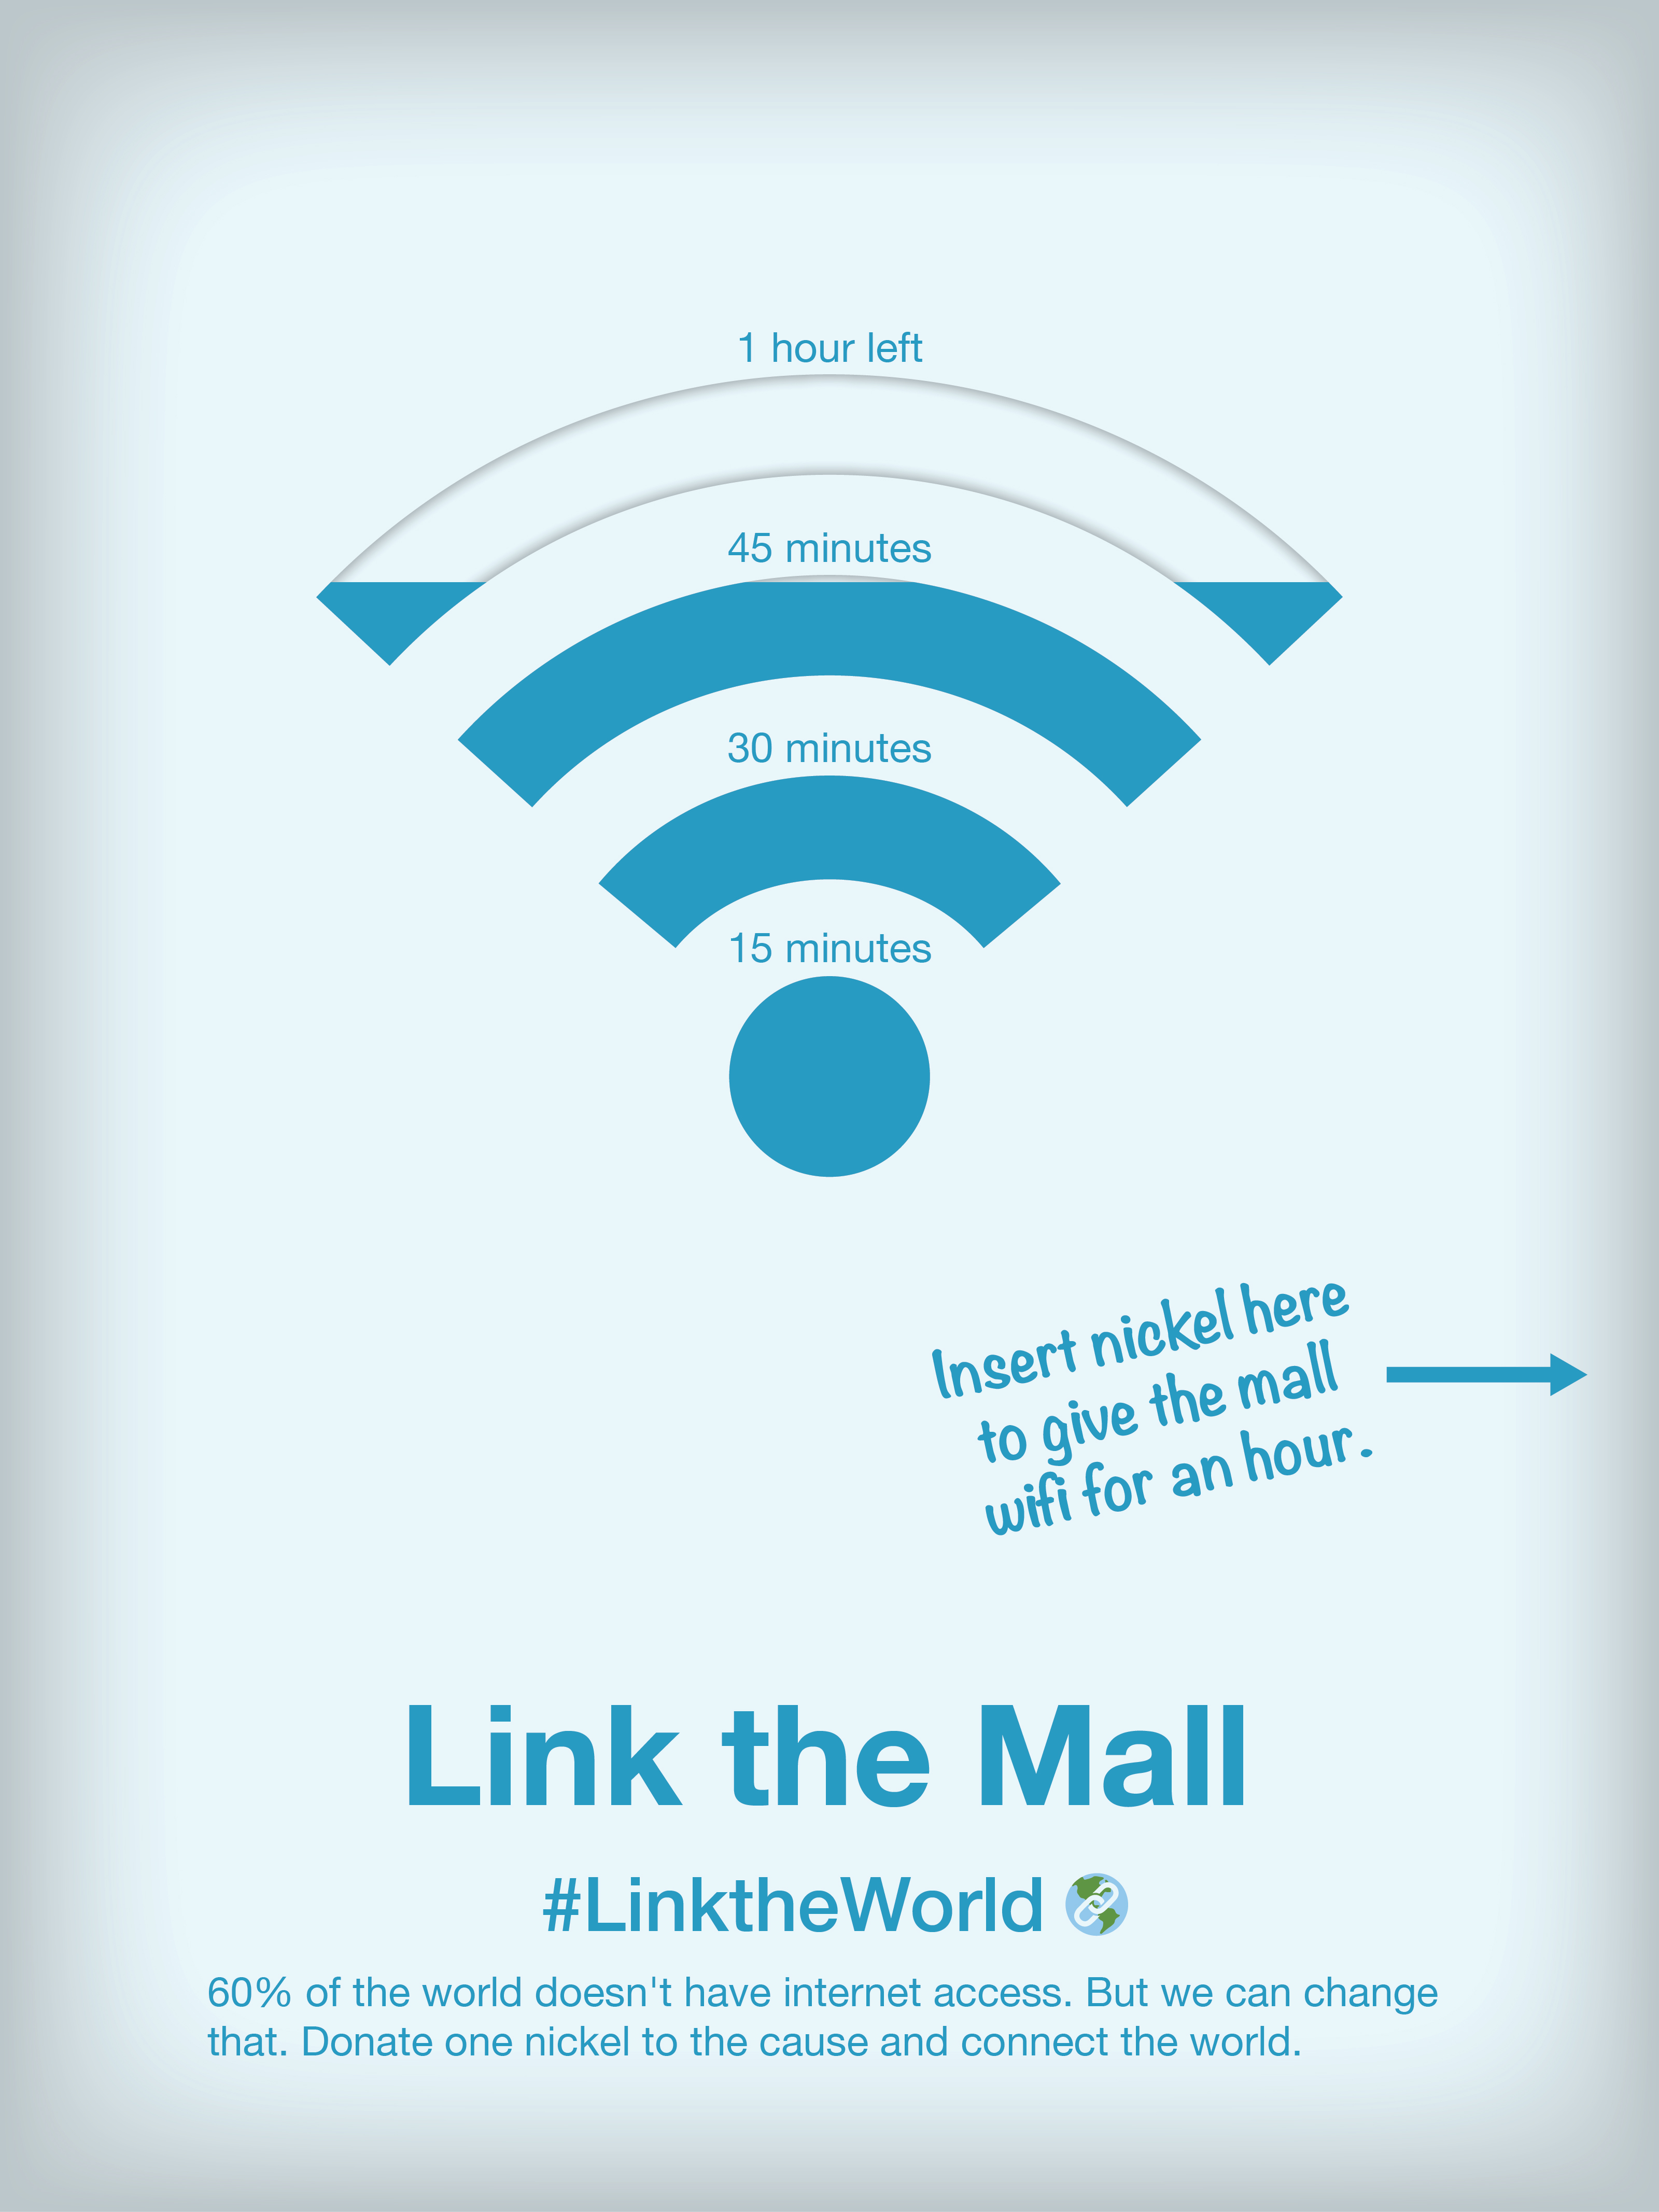 1 hour left
45 minutes
30 minutes
15 minutes
Insert nickel here
to give the mall
wifi for an hour.
Link the Mall
#LinktheWorld
60% of the world doesn't have internet access. But we can change
that. Donate one nickel to the cause and connect the world.